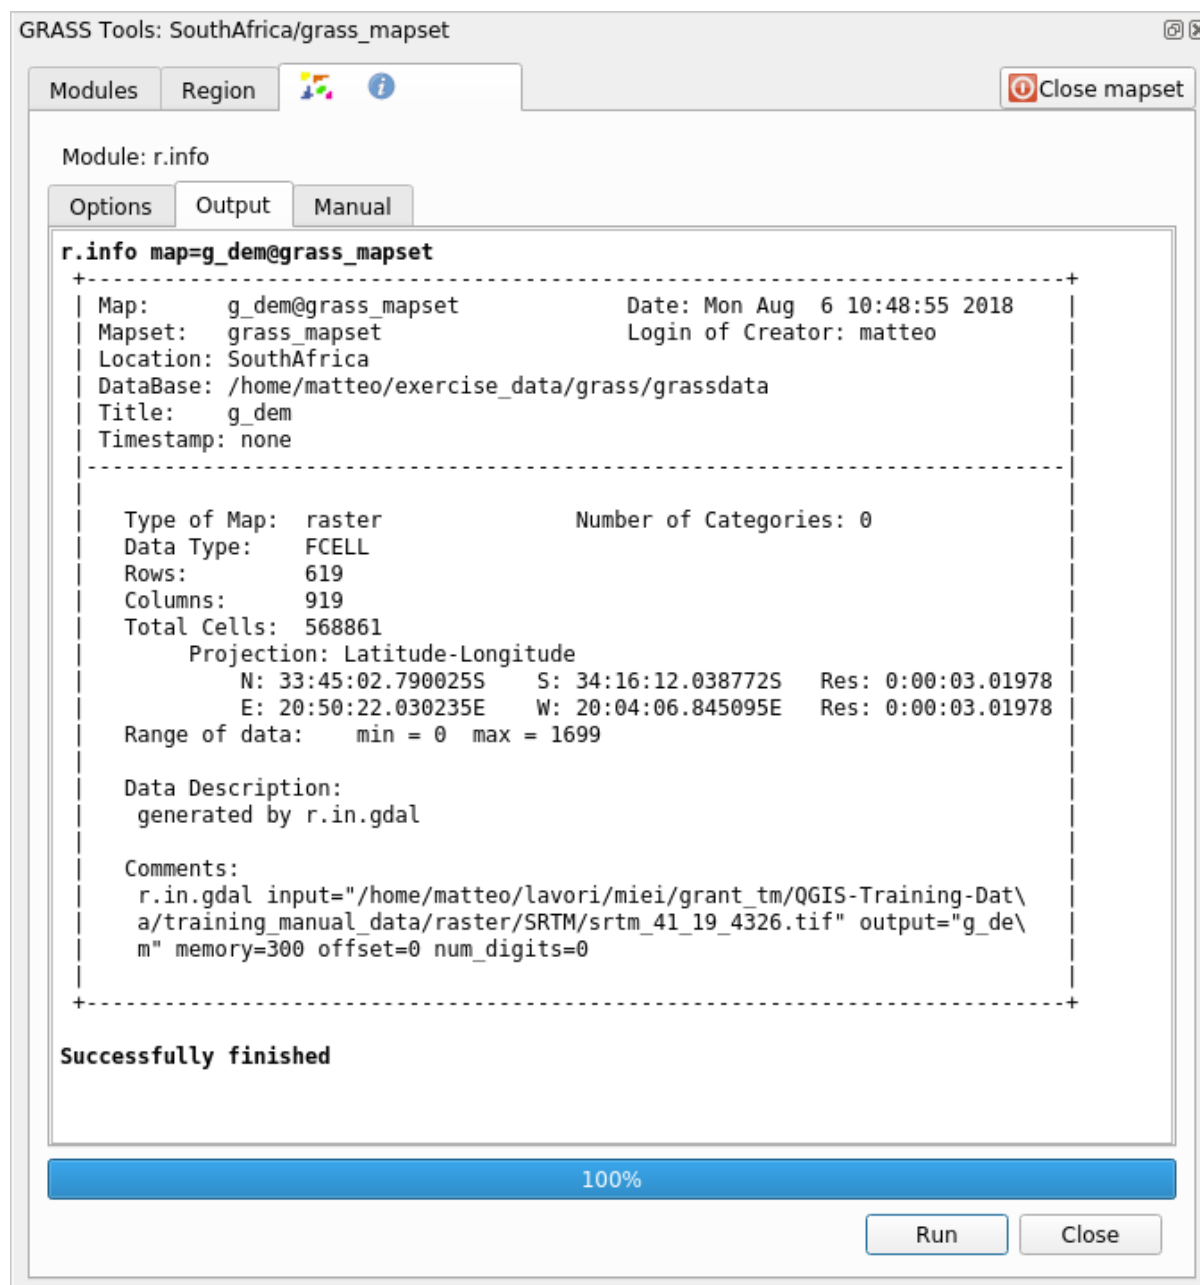 GRASS Tools: SouthAfrica/grass_mapset
Modules Region Close mapset
Module: r.info
Options Output Manual
r.info map=g_dem@grass_mapset
+----------------------------------------------------------------------------+
| Map:      g_dem@grass_mapset             Date: Mon Aug  6 10:48:55 2018    |
| Mapset:   grass_mapset                   Login of Creator: matteo          |
| Location: SouthAfrica                                                      |
| DataBase: /home/matteo/exercise_data/grass/grassdata                       |
| Title:    g_dem                                                            |
| Timestamp: none                                                            |
|----------------------------------------------------------------------------|
|                                                                            |
|   Type of Map:  raster               Number of Categories: 0               |
|   Data Type:    FCELL                                                      |
|   Rows:         619                                                        |
|   Columns:      919                                                        |
|   Total Cells:  568861                                                     |
|        Projection: Latitude-Longitude                                      |
|            N: 33:45:02.790025S    S: 34:16:12.038772S   Res: 0:00:03.01978 |
|            E: 20:50:22.030235E    W: 20:04:06.845095E   Res: 0:00:03.01978 |
|   Range of data:    min = 0  max = 1699                                    |
|                                                                            |
|   Data Description:                                                        |
|    generated by r.in.gdal                                                  |
|                                                                            |
|   Comments:                                                                |
|    r.in.gdal input="/home/matteo/lavori/miei/grant_tm/QGIS-Training-Dat\   |
|    a/training_manual_data/raster/SRTM/srtm_41_19_4326.tif" output="g_de\   |
|    m" memory=300 offset=0 num_digits=0                                     |
|                                                                            |
+----------------------------------------------------------------------------+
Successfully finished
100%
Run Close